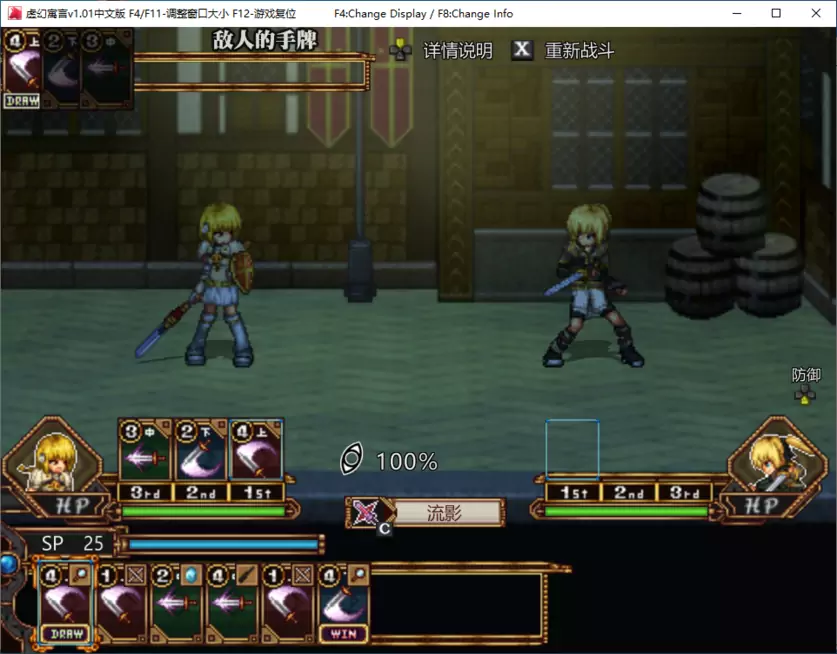 虚幻寓言v1.01中文版 F4/F11-调整窗口大小 F12-游戏复位 F4:Change Display / F8:Change Info
4 上 2 下 3 中
敌人的手牌
详情说明 X 重新战斗
DRAW
防御
3 中 2 下 4 上
100%
3rd 2nd 1st
1st 2nd 3rd
HP
HP
流影
C
SP 25
4 1 2 4 1 4
DRAW
WIN